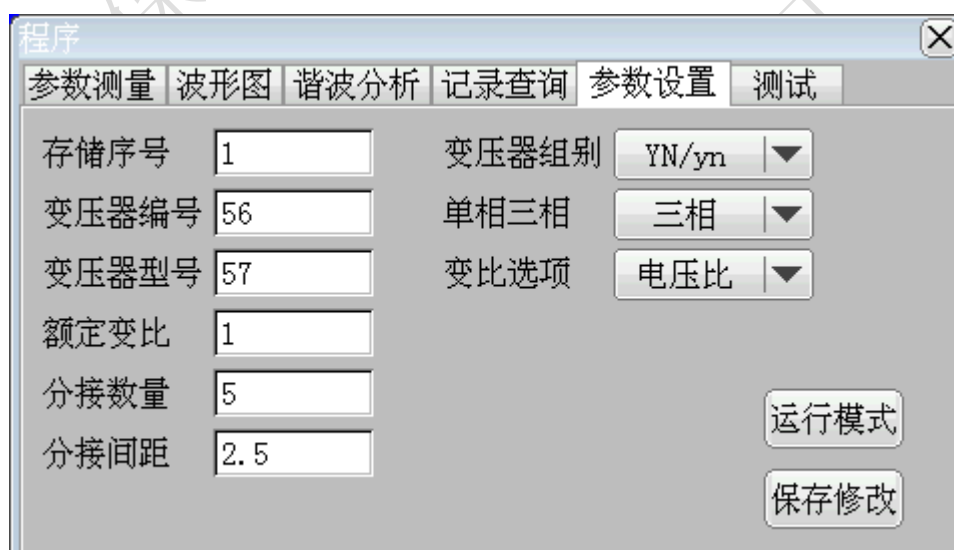 程序
参数测量 波形图 谐波分析 记录查询 参数设置 测试
存储序号 1 变压器组别 YN/yn
变压器编号 56 单相三相 三相
变压器型号 57 变比选项 电压比
额定变比 1
分接数量 5
运行模式
分接间距 2.5
保存修改